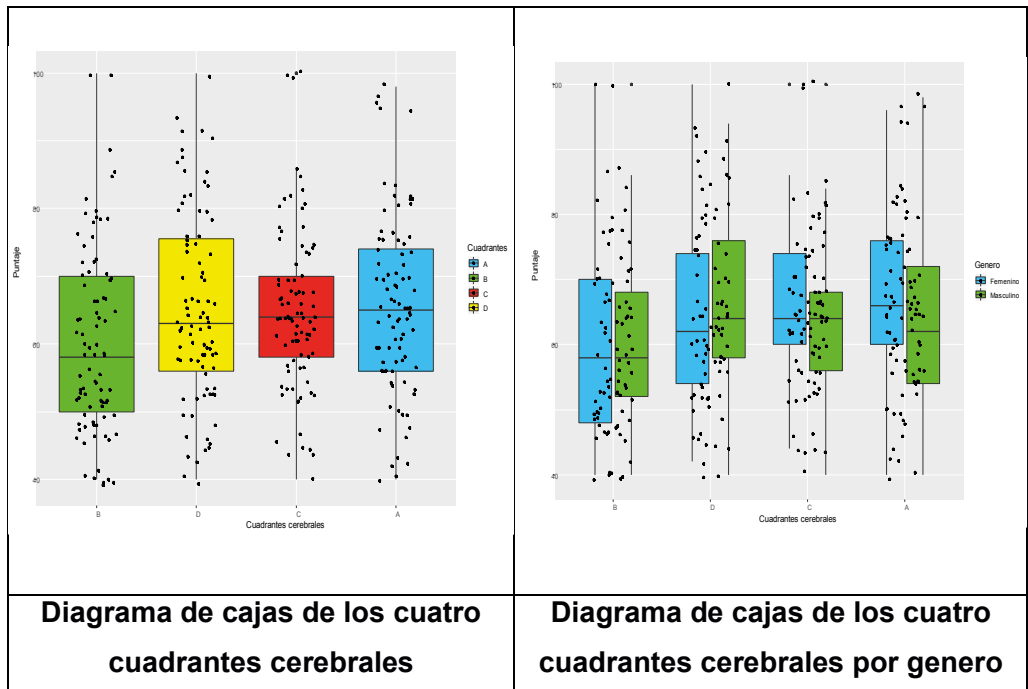 100
80
60
40
Puntaje
B D C A
Cuadrantes cerebrales
Cuadrantes
A
B
C
D
100
80
60
40
Puntaje
B D C A
Cuadrantes cerebrales
Genero
Femenino
Masculino
Diagrama de cajas de los cuatro
cuadrantes cerebrales
Diagrama de cajas de los cuatro
cuadrantes cerebrales por genero